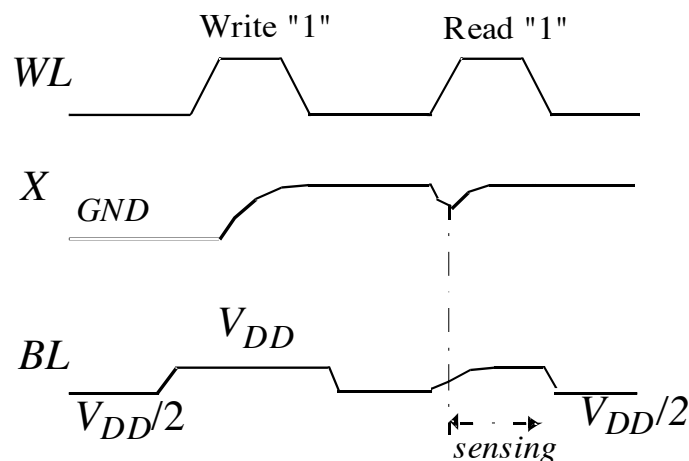 Write "1" Read "1"
WL
X
GND
V_DD
BL
V_DD/2 V_DD/2
sensing